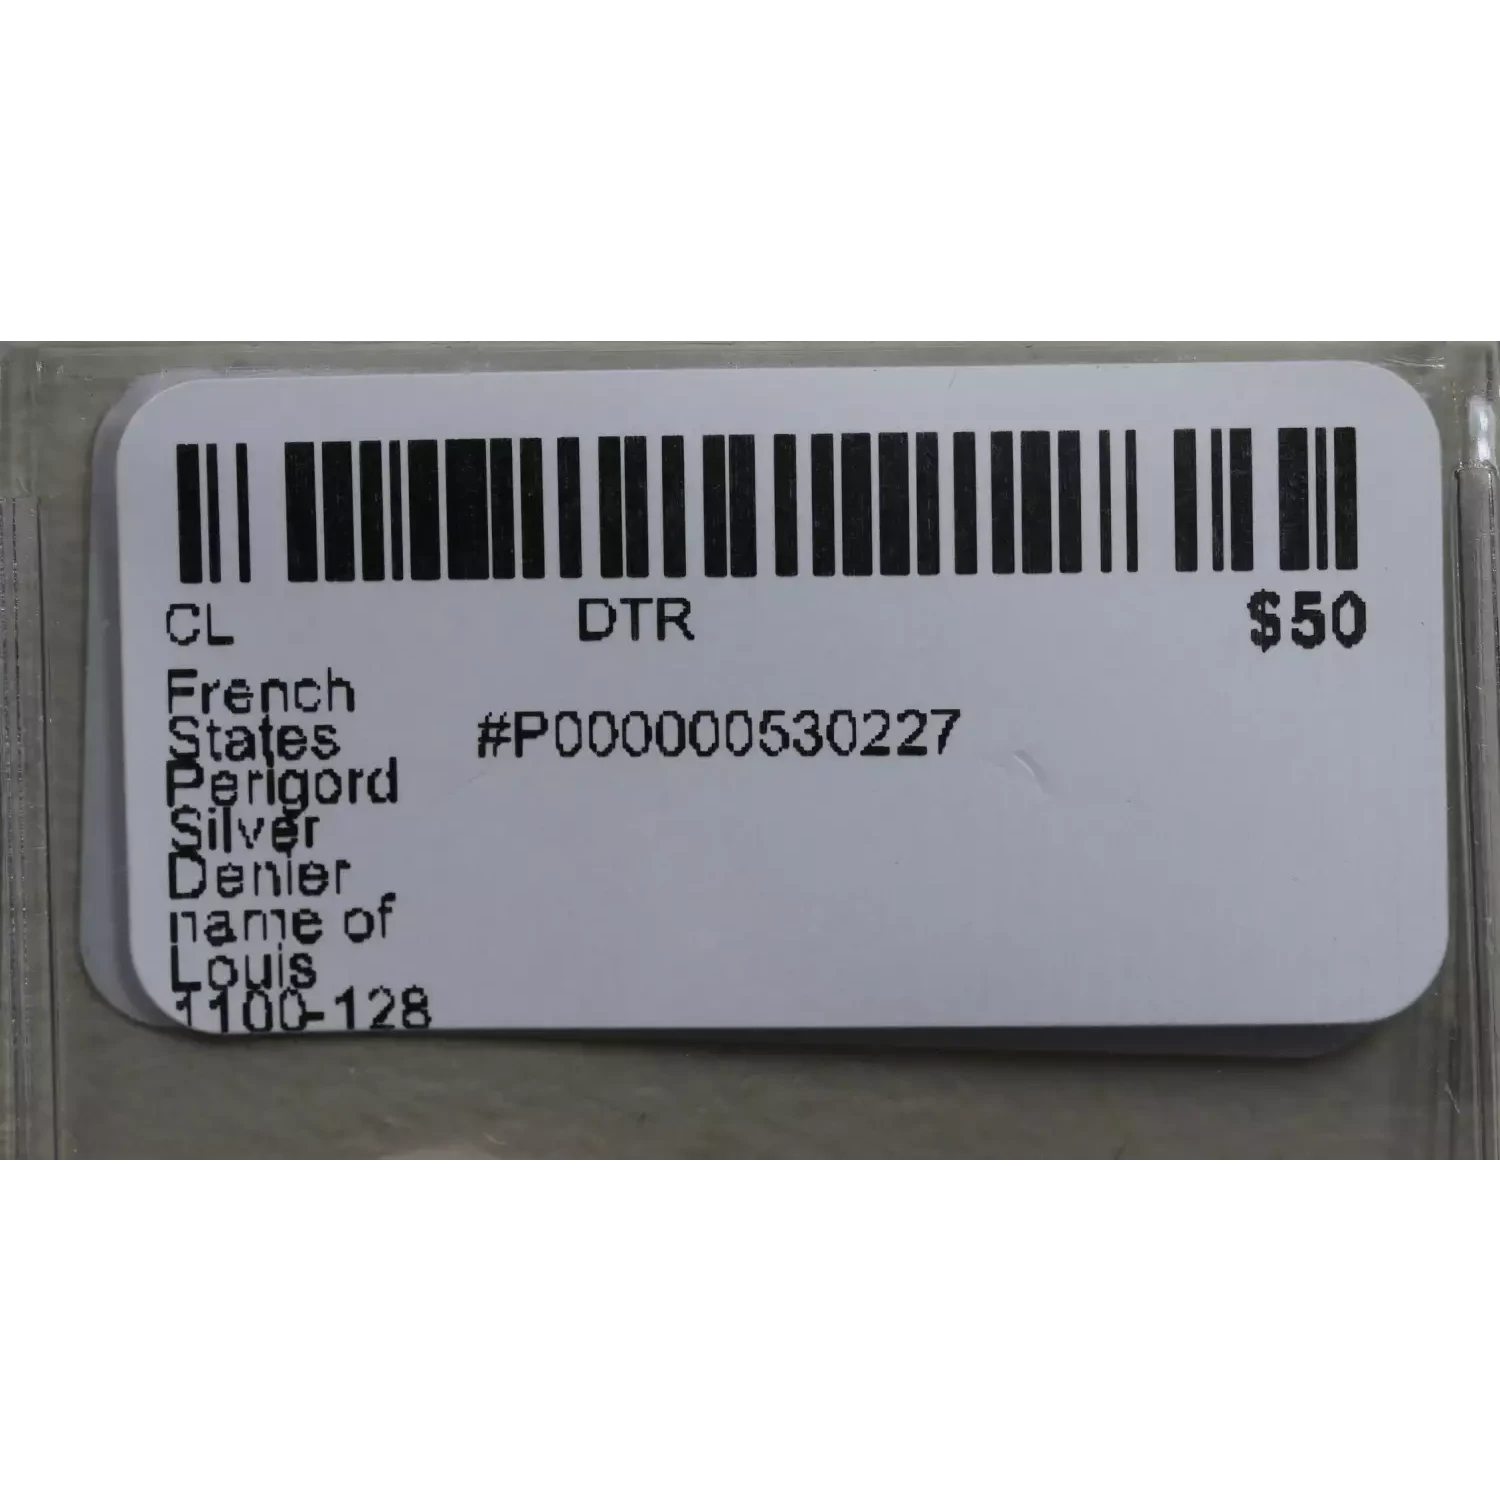 CL DTR $50
French
States #P000000530227
Perigord
Silver
Denier
name of
Louis
1100-128